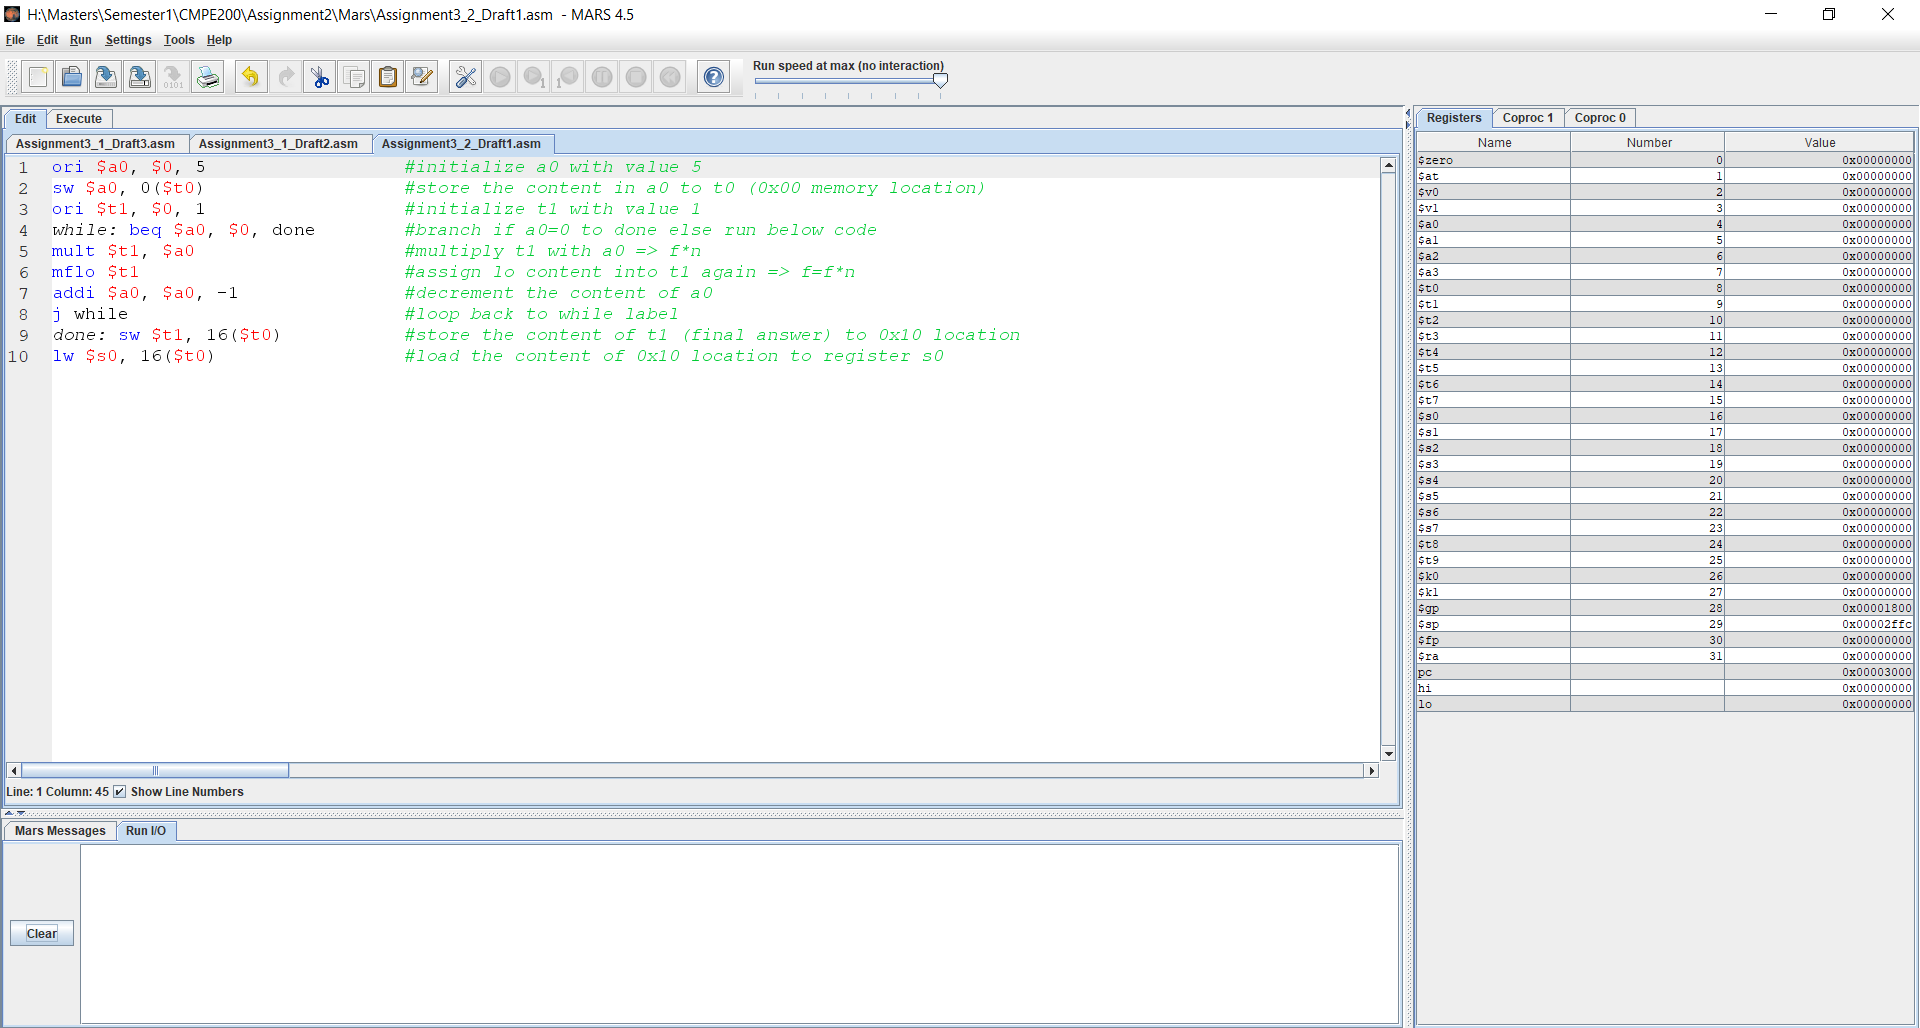 H:\Masters\Semester1\CMPE200\Assignment2\Mars\Assignment3_2_Draft1.asm - MARS 4.5
File Edit Run Settings Tools Help
Run speed at max (no interaction)
Edit Execute
Assignment3_1_Draft3.asm Assignment3_1_Draft2.asm Assignment3_2_Draft1.asm
1 ori $a0, $0, 5 #initialize a0 with value 5
2 sw $a0, 0($t0) #store the content in a0 to t0 (0x00 memory location)
3 ori $t1, $0, 1 #initialize t1 with value 1
4 while: beq $a0, $0, done #branch if a0=0 to done else run below code
5 mult $t1, $a0 #multiply t1 with a0 => f*n
6 mflo $t1 #assign lo content into t1 again => f=f*n
7 addi $a0, $a0, -1 #decrement the content of a0
8 j while #loop back to while label
9 done: sw $t1, 16($t0) #store the content of t1 (final answer) to 0x10 location
10 lw $s0, 16($t0) #load the content of 0x10 location to register s0
Line: 1 Column: 45 Show Line Numbers
Mars Messages Run I/O
Clear
Registers Coproc 1 Coproc 0
Name Number Value
$zero 0 0x00000000
$at 1 0x00000000
$v0 2 0x00000000
$v1 3 0x00000000
$a0 4 0x00000000
$a1 5 0x00000000
$a2 6 0x00000000
$a3 7 0x00000000
$t0 8 0x00000000
$t1 9 0x00000000
$t2 10 0x00000000
$t3 11 0x00000000
$t4 12 0x00000000
$t5 13 0x00000000
$t6 14 0x00000000
$t7 15 0x00000000
$s0 16 0x00000000
$s1 17 0x00000000
$s2 18 0x00000000
$s3 19 0x00000000
$s4 20 0x00000000
$s5 21 0x00000000
$s6 22 0x00000000
$s7 23 0x00000000
$t8 24 0x00000000
$t9 25 0x00000000
$k0 26 0x00000000
$k1 27 0x00000000
$gp 28 0x00001800
$sp 29 0x00002ffc
$fp 30 0x00000000
$ra 31 0x00000000
pc 0x00003000
hi 0x00000000
lo 0x00000000